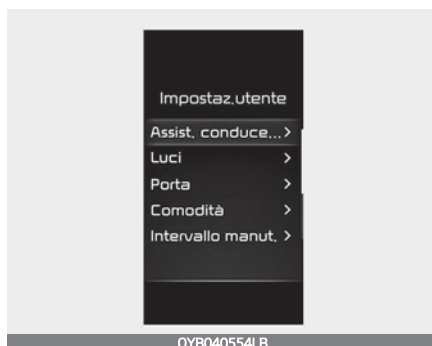 Impostaz.utente
Assist. conduce...>
Luci >
Porta >
Comodità >
Intervallo manut. >
OYB040554LB